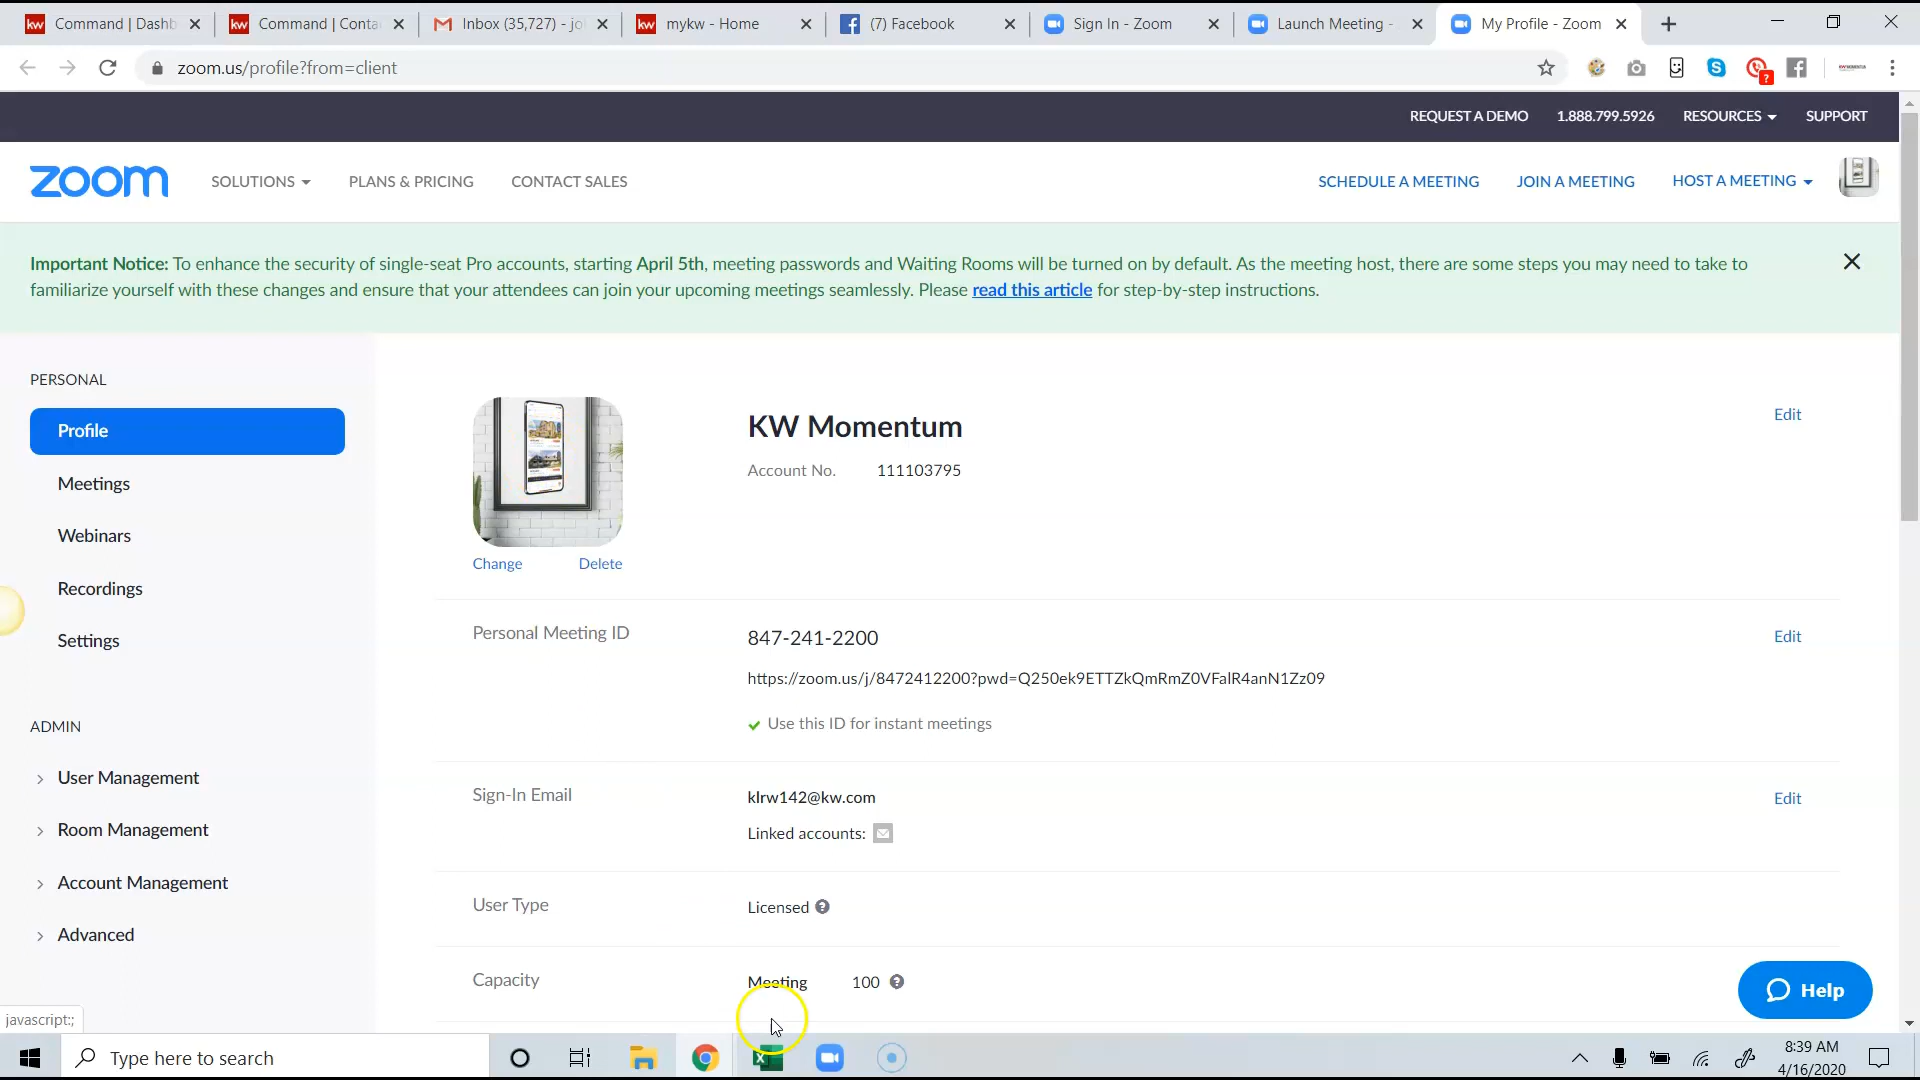 Command | Dashb
Command | Conta
Inbox (35,727) - jo
mykw - Home
(7) Facebook
Sign In - Zoom
Launch Meeting -
My Profile - Zoom
zoom.us/profile?from=client
REQUEST A DEMO 1.888.799.5926 RESOURCES SUPPORT
zoom SOLUTIONS PLANS & PRICING CONTACT SALES SCHEDULE A MEETING JOIN A MEETING HOST A MEETING
Important Notice: To enhance the security of single-seat Pro accounts, starting April 5th, meeting passwords and Waiting Rooms will be turned on by default. As the meeting host, there are some steps you may need to take to
familiarize yourself with these changes and ensure that your attendees can join your upcoming meetings seamlessly. Please read this article for step-by-step instructions.
PERSONAL
Profile
Meetings
Webinars
Recordings
Settings
ADMIN
User Management
Room Management
Account Management
Advanced
KW Momentum
Edit
Account No. 111103795
Change Delete
Personal Meeting ID 847-241-2200 Edit
https://zoom.us/j/8472412200?pwd=Q250ek9ETTZkQmRmZ0VFalR4anN1Zz09
Use this ID for instant meetings
Sign-In Email klrw142@kw.com Edit
Linked accounts:
User Type Licensed
Capacity Meeting 100
Help
javascript:;
Type here to search
8:39 AM
4/16/2020